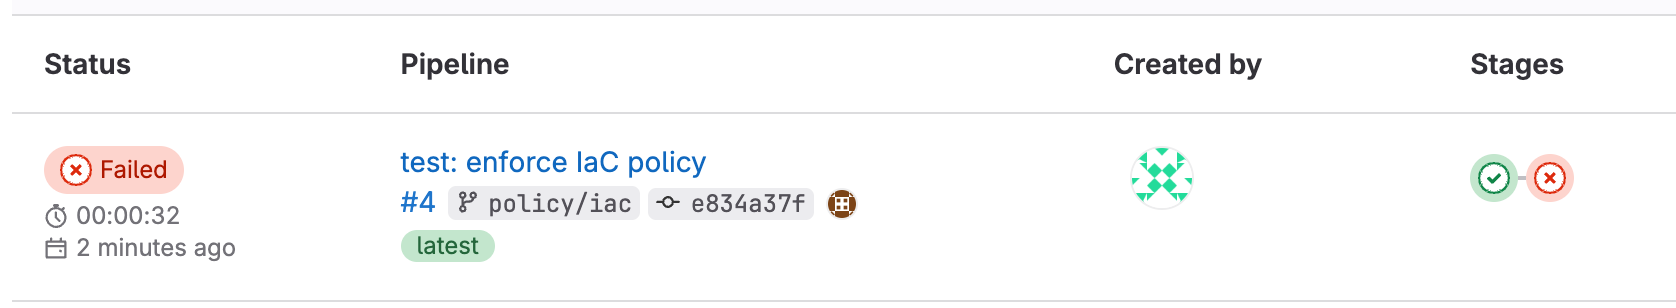 Status Pipeline Created by Stages
Failed
00:00:32
2 minutes ago
test: enforce IaC policy
#4 policy/iac e834a37f
latest